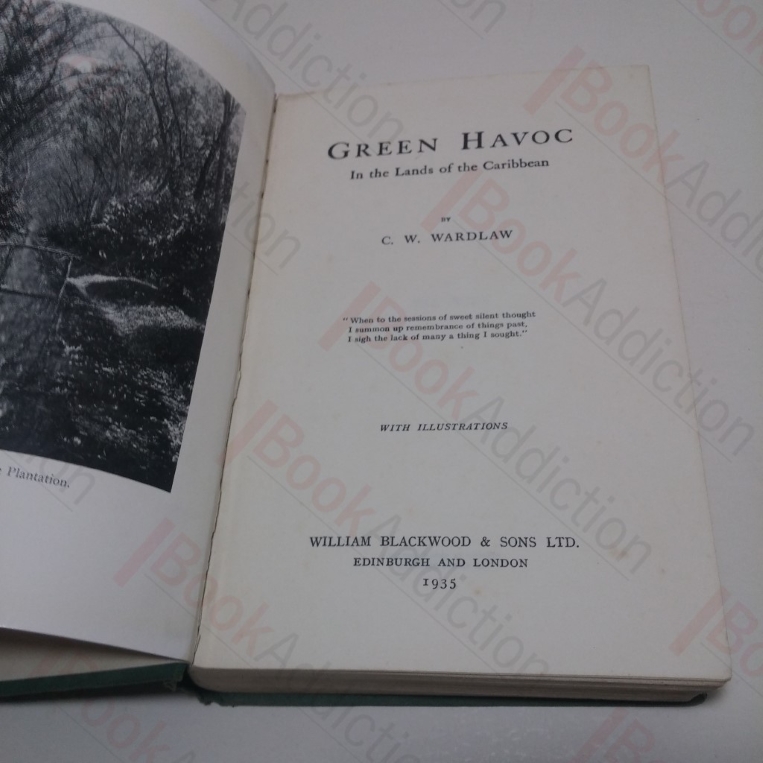 Plantation.
GREEN HAVOC
In the Lands of the Caribbean
BY
C. W. WARDLAW
"When to the sessions of sweet silent thought
I summon up remembrance of things past,
I sigh the lack of many a thing I sought."
WITH ILLUSTRATIONS
WILLIAM BLACKWOOD & SONS LTD.
EDINBURGH AND LONDON
1935
BookAddiction